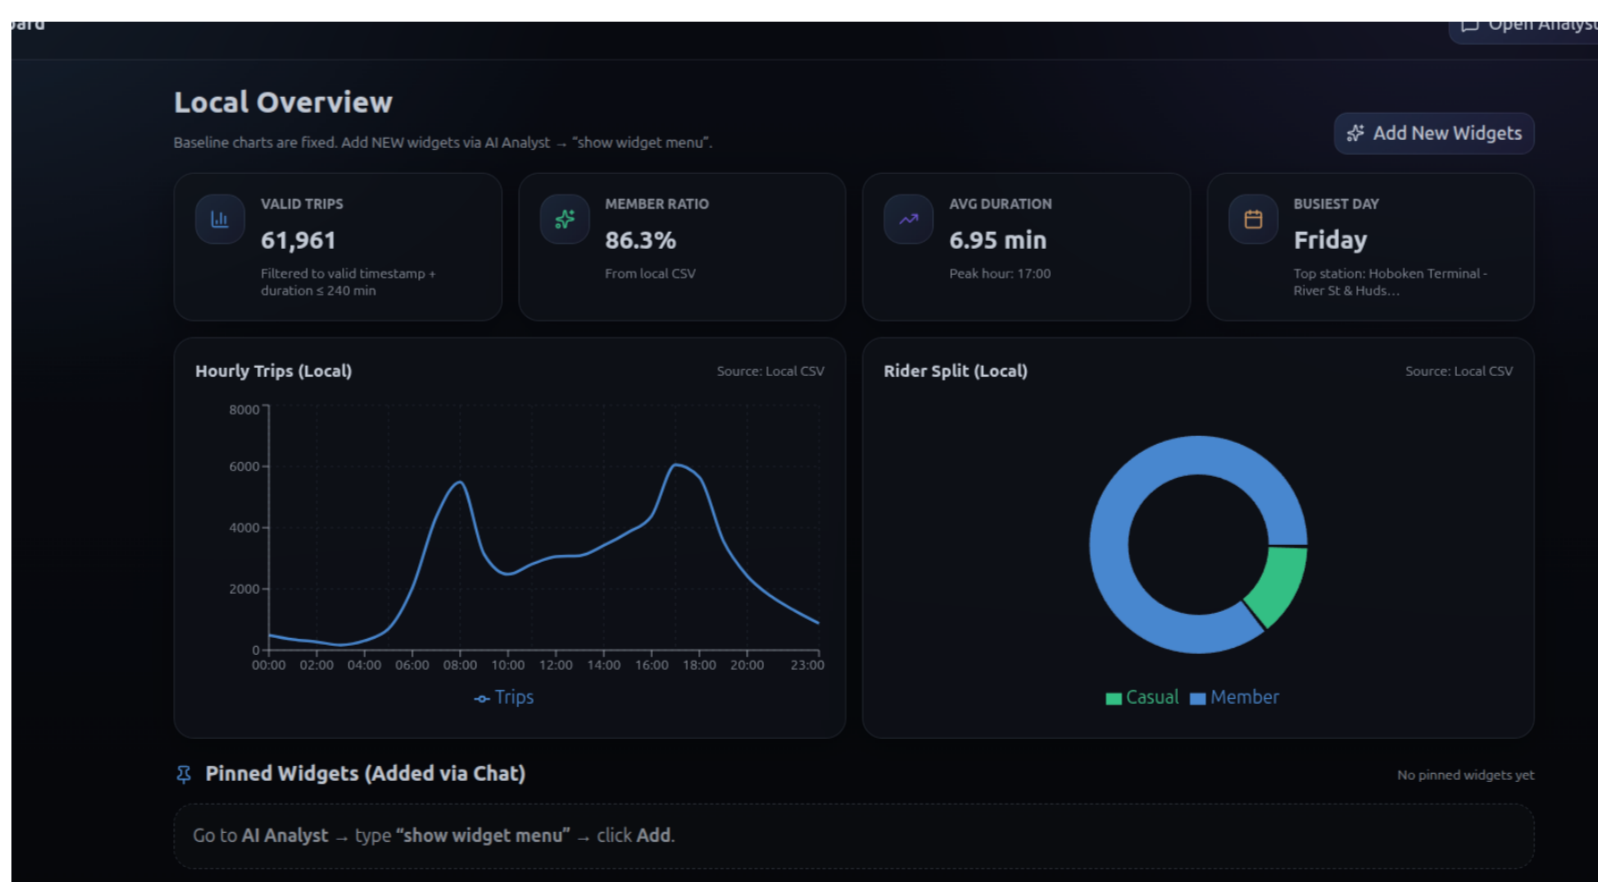 Open Analyst
Local Overview
Baseline charts are fixed. Add NEW widgets via AI Analyst → “show widget menu”.
Add New Widgets
VALID TRIPS
61,961
Filtered to valid timestamp +
duration ≤ 240 min
MEMBER RATIO
86.3%
From local CSV
AVG DURATION
6.95 min
Peak hour: 17:00
BUSIEST DAY
Friday
Top station: Hoboken Terminal -
River St & Huds…
Hourly Trips (Local)
Source: Local CSV
8000
6000
4000
2000
0
00:00 02:00 04:00 06:00 08:00 10:00 12:00 14:00 16:00 18:00 20:00 23:00
Trips
Rider Split (Local)
Source: Local CSV
Casual Member
Pinned Widgets (Added via Chat)
No pinned widgets yet
Go to AI Analyst → type “show widget menu” → click Add.